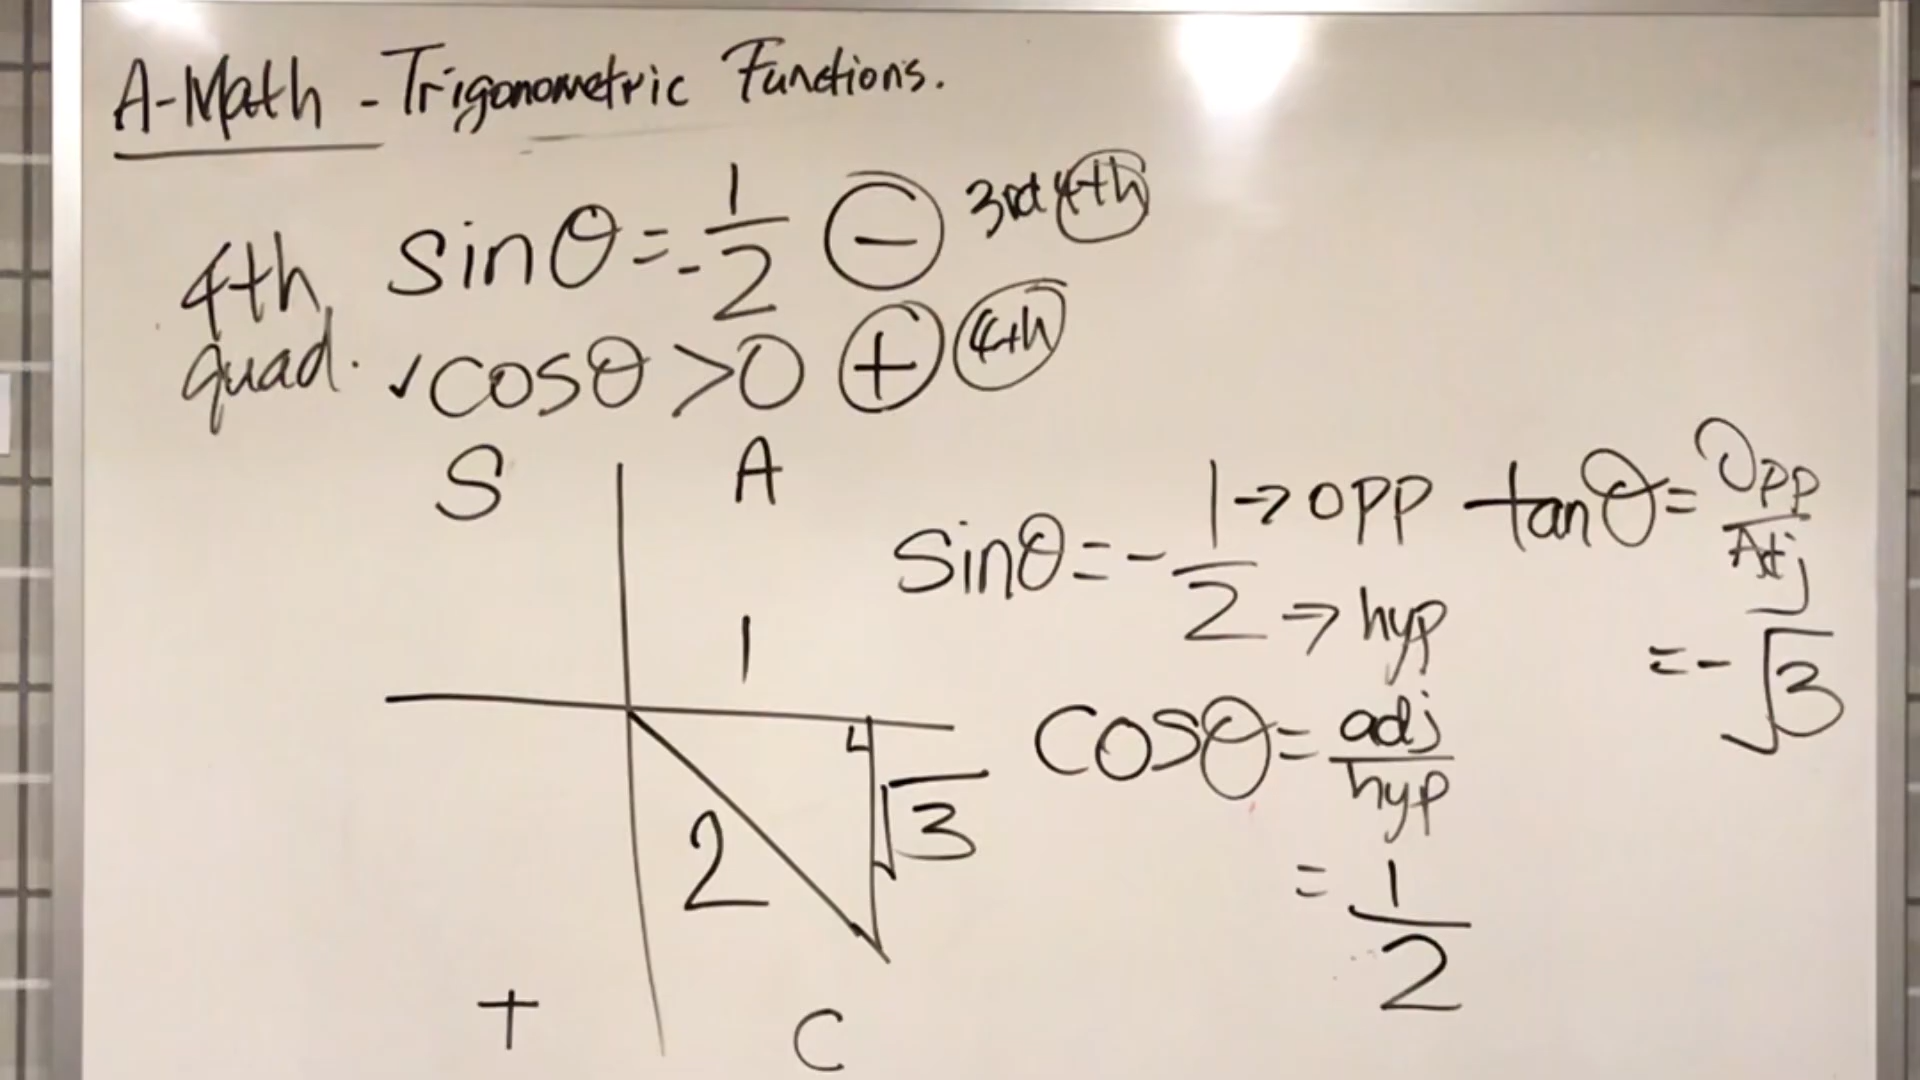 A-Math - Trigonometric Functions.
4th quad.
sinθ = -1/2 ⊖ 3rd 4th
✓cosθ > 0 ⊕ 4th
S A
1
2 √3
T C
sinθ = - 1 → opp / 2 → hyp
cosθ = adj/hyp
= 1/2
tanθ = Opp/Adj
= -√3